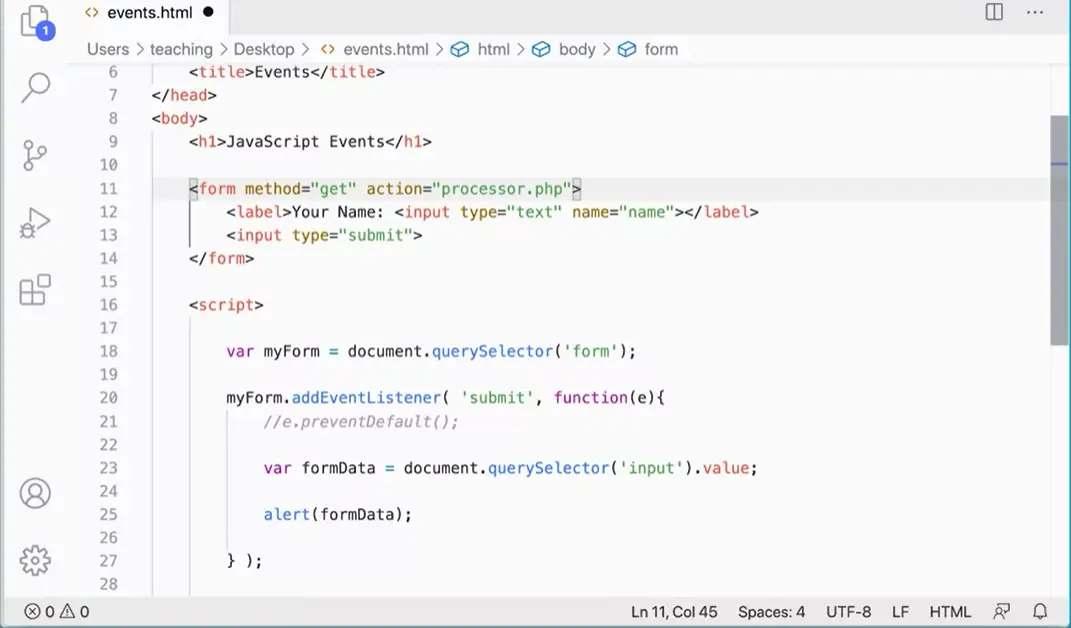 events.html
1
Users > teaching > Desktop > <> events.html > html > body > form
6 <title>Events</title>
7 </head>
8 <body>
9 <h1>JavaScript Events</h1>
10
11 <form method="get" action="processor.php">
12 <label>Your Name: <input type="text" name="name"></label>
13 <input type="submit">
14 </form>
15
16 <script>
17
18 var myForm = document.querySelector('form');
19
20 myForm.addEventListener( 'submit', function(e){
21 //e.preventDefault();
22
23 var formData = document.querySelector('input').value;
24
25 alert(formData);
26
27 } );
28
0 0 Ln 11, Col 45 Spaces: 4 UTF-8 LF HTML